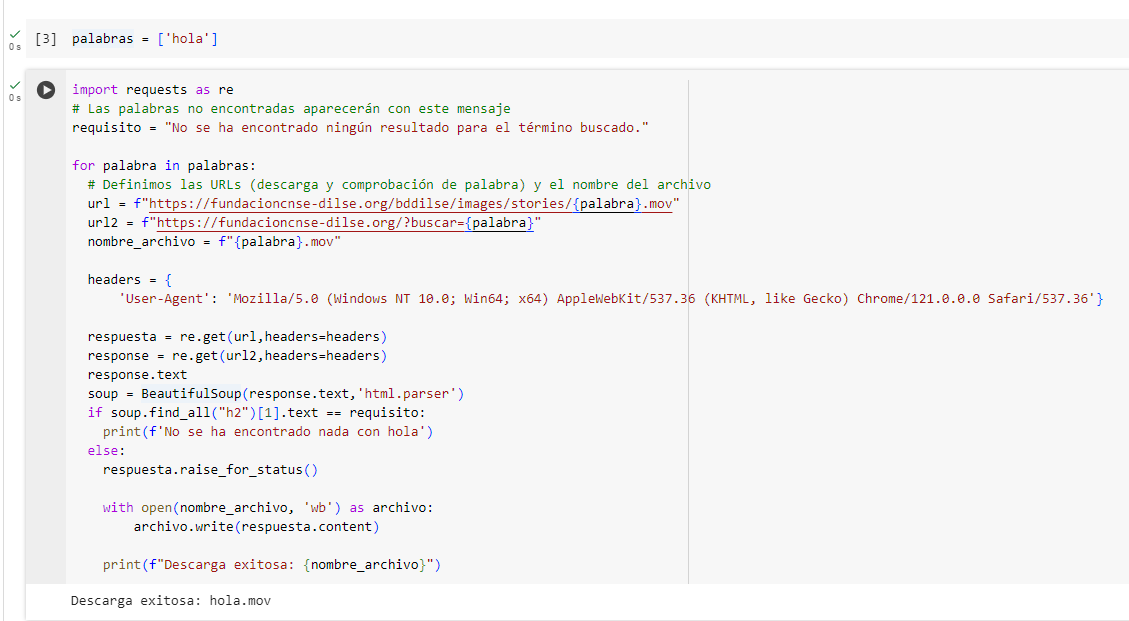 0 s
[3] palabras = ['hola']
0 s
import requests as re
# Las palabras no encontradas aparecerán con este mensaje
requisito = "No se ha encontrado ningún resultado para el término buscado."
for palabra in palabras:
# Definimos las URLs (descarga y comprobación de palabra) y el nombre del archivo
url = f"https://fundacioncnse-dilse.org/bddilse/images/stories/{palabra}.mov"
url2 = f"https://fundacioncnse-dilse.org/?buscar={palabra}"
nombre_archivo = f"{palabra}.mov"
headers = {
'User-Agent': 'Mozilla/5.0 (Windows NT 10.0; Win64; x64) AppleWebKit/537.36 (KHTML, like Gecko) Chrome/121.0.0.0 Safari/537.36'}
respuesta = re.get(url,headers=headers)
response = re.get(url2,headers=headers)
response.text
soup = BeautifulSoup(response.text,'html.parser')
if soup.find_all("h2")[1].text == requisito:
print(f'No se ha encontrado nada con hola')
else:
respuesta.raise_for_status()
with open(nombre_archivo, 'wb') as archivo:
archivo.write(respuesta.content)
print(f"Descarga exitosa: {nombre_archivo}")
Descarga exitosa: hola.mov